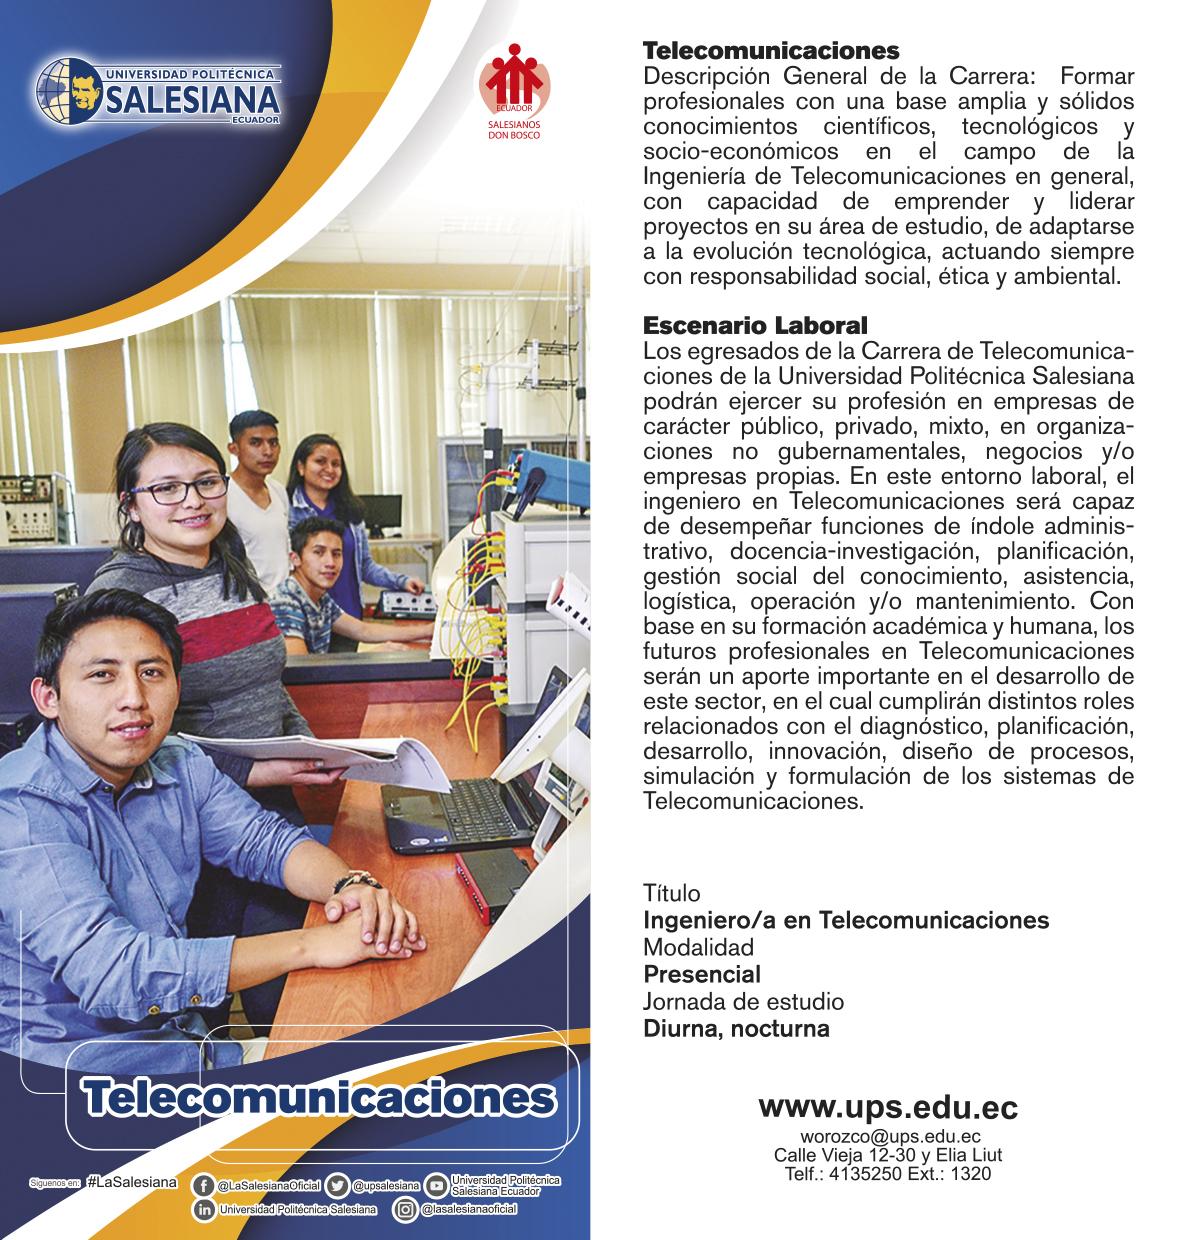 UNIVERSIDAD POLITÉCNICA
SALESIANA
ECUADOR
ECUADOR
SALESIANOS
DON BOSCO
Telecomunicaciones
Síguenos en: #LaSalesiana
@LaSalesianaOficial
@upsalesiana
Universidad Politécnica
Salesiana Ecuador
Universidad Politécnica Salesiana
@lasalesianaoficial
Telecomunicaciones
Descripción General de la Carrera: Formar
profesionales con una base amplia y sólidos
conocimientos científicos, tecnológicos y
socio-económicos en el campo de la
Ingeniería de Telecomunicaciones en general,
con capacidad de emprender y liderar
proyectos en su área de estudio, de adaptarse
a la evolución tecnológica, actuando siempre
con responsabilidad social, ética y ambiental.
Escenario Laboral
Los egresados de la Carrera de Telecomunica-
ciones de la Universidad Politécnica Salesiana
podrán ejercer su profesión en empresas de
carácter público, privado, mixto, en organiza-
ciones no gubernamentales, negocios y/o
empresas propias. En este entorno laboral, el
ingeniero en Telecomunicaciones será capaz
de desempeñar funciones de índole adminis-
trativo, docencia-investigación, planificación,
gestión social del conocimiento, asistencia,
logística, operación y/o mantenimiento. Con
base en su formación académica y humana, los
futuros profesionales en Telecomunicaciones
serán un aporte importante en el desarrollo de
este sector, en el cual cumplirán distintos roles
relacionados con el diagnóstico, planificación,
desarrollo, innovación, diseño de procesos,
simulación y formulación de los sistemas de
Telecomunicaciones.
Título
Ingeniero/a en Telecomunicaciones
Modalidad
Presencial
Jornada de estudio
Diurna, nocturna
www.ups.edu.ec
worozco@ups.edu.ec
Calle Vieja 12-30 y Elia Liut
Telf.: 4135250 Ext.: 1320